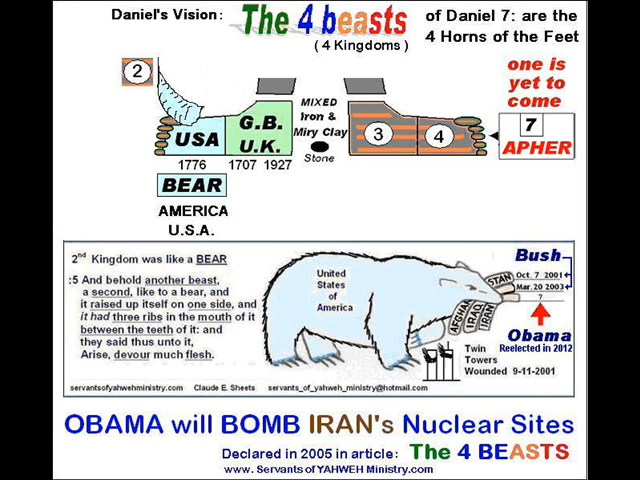 Daniel's Vision: The 4 beasts of Daniel 7: are the
( 4 Kingdoms ) 4 Horns of the Feet
2
one is
yet to
come
MIXED
Iron &
Miry Clay
Stone
USA
G.B.
U.K.
3
4
7
APHER
1776 1707 1927
BEAR
AMERICA
U.S.A.
2nd Kingdom was like a BEAR
:5 And behold another beast,
a second, like to a bear, and
it raised up itself on one side, and
it had three ribs in the mouth of it
between the teeth of it: and
they said thus unto it,
Arise, devour much flesh.
United
States
of
America
Bush
STAN Oct. 7 2001
Mar. 20 2003
?
AFGHAN
IRAQ
IRAN
Obama
Reelected in 2012
Twin
Towers
Wounded 9-11-2001
servantsofyahwehministry.com Claude E. Sheets servants_of_yahweh_ministry@hotmail.com
OBAMA will BOMB IRAN's Nuclear Sites
Declared in 2005 in article: The 4 BEASTS
www. Servants of YAHWEH Ministry.com